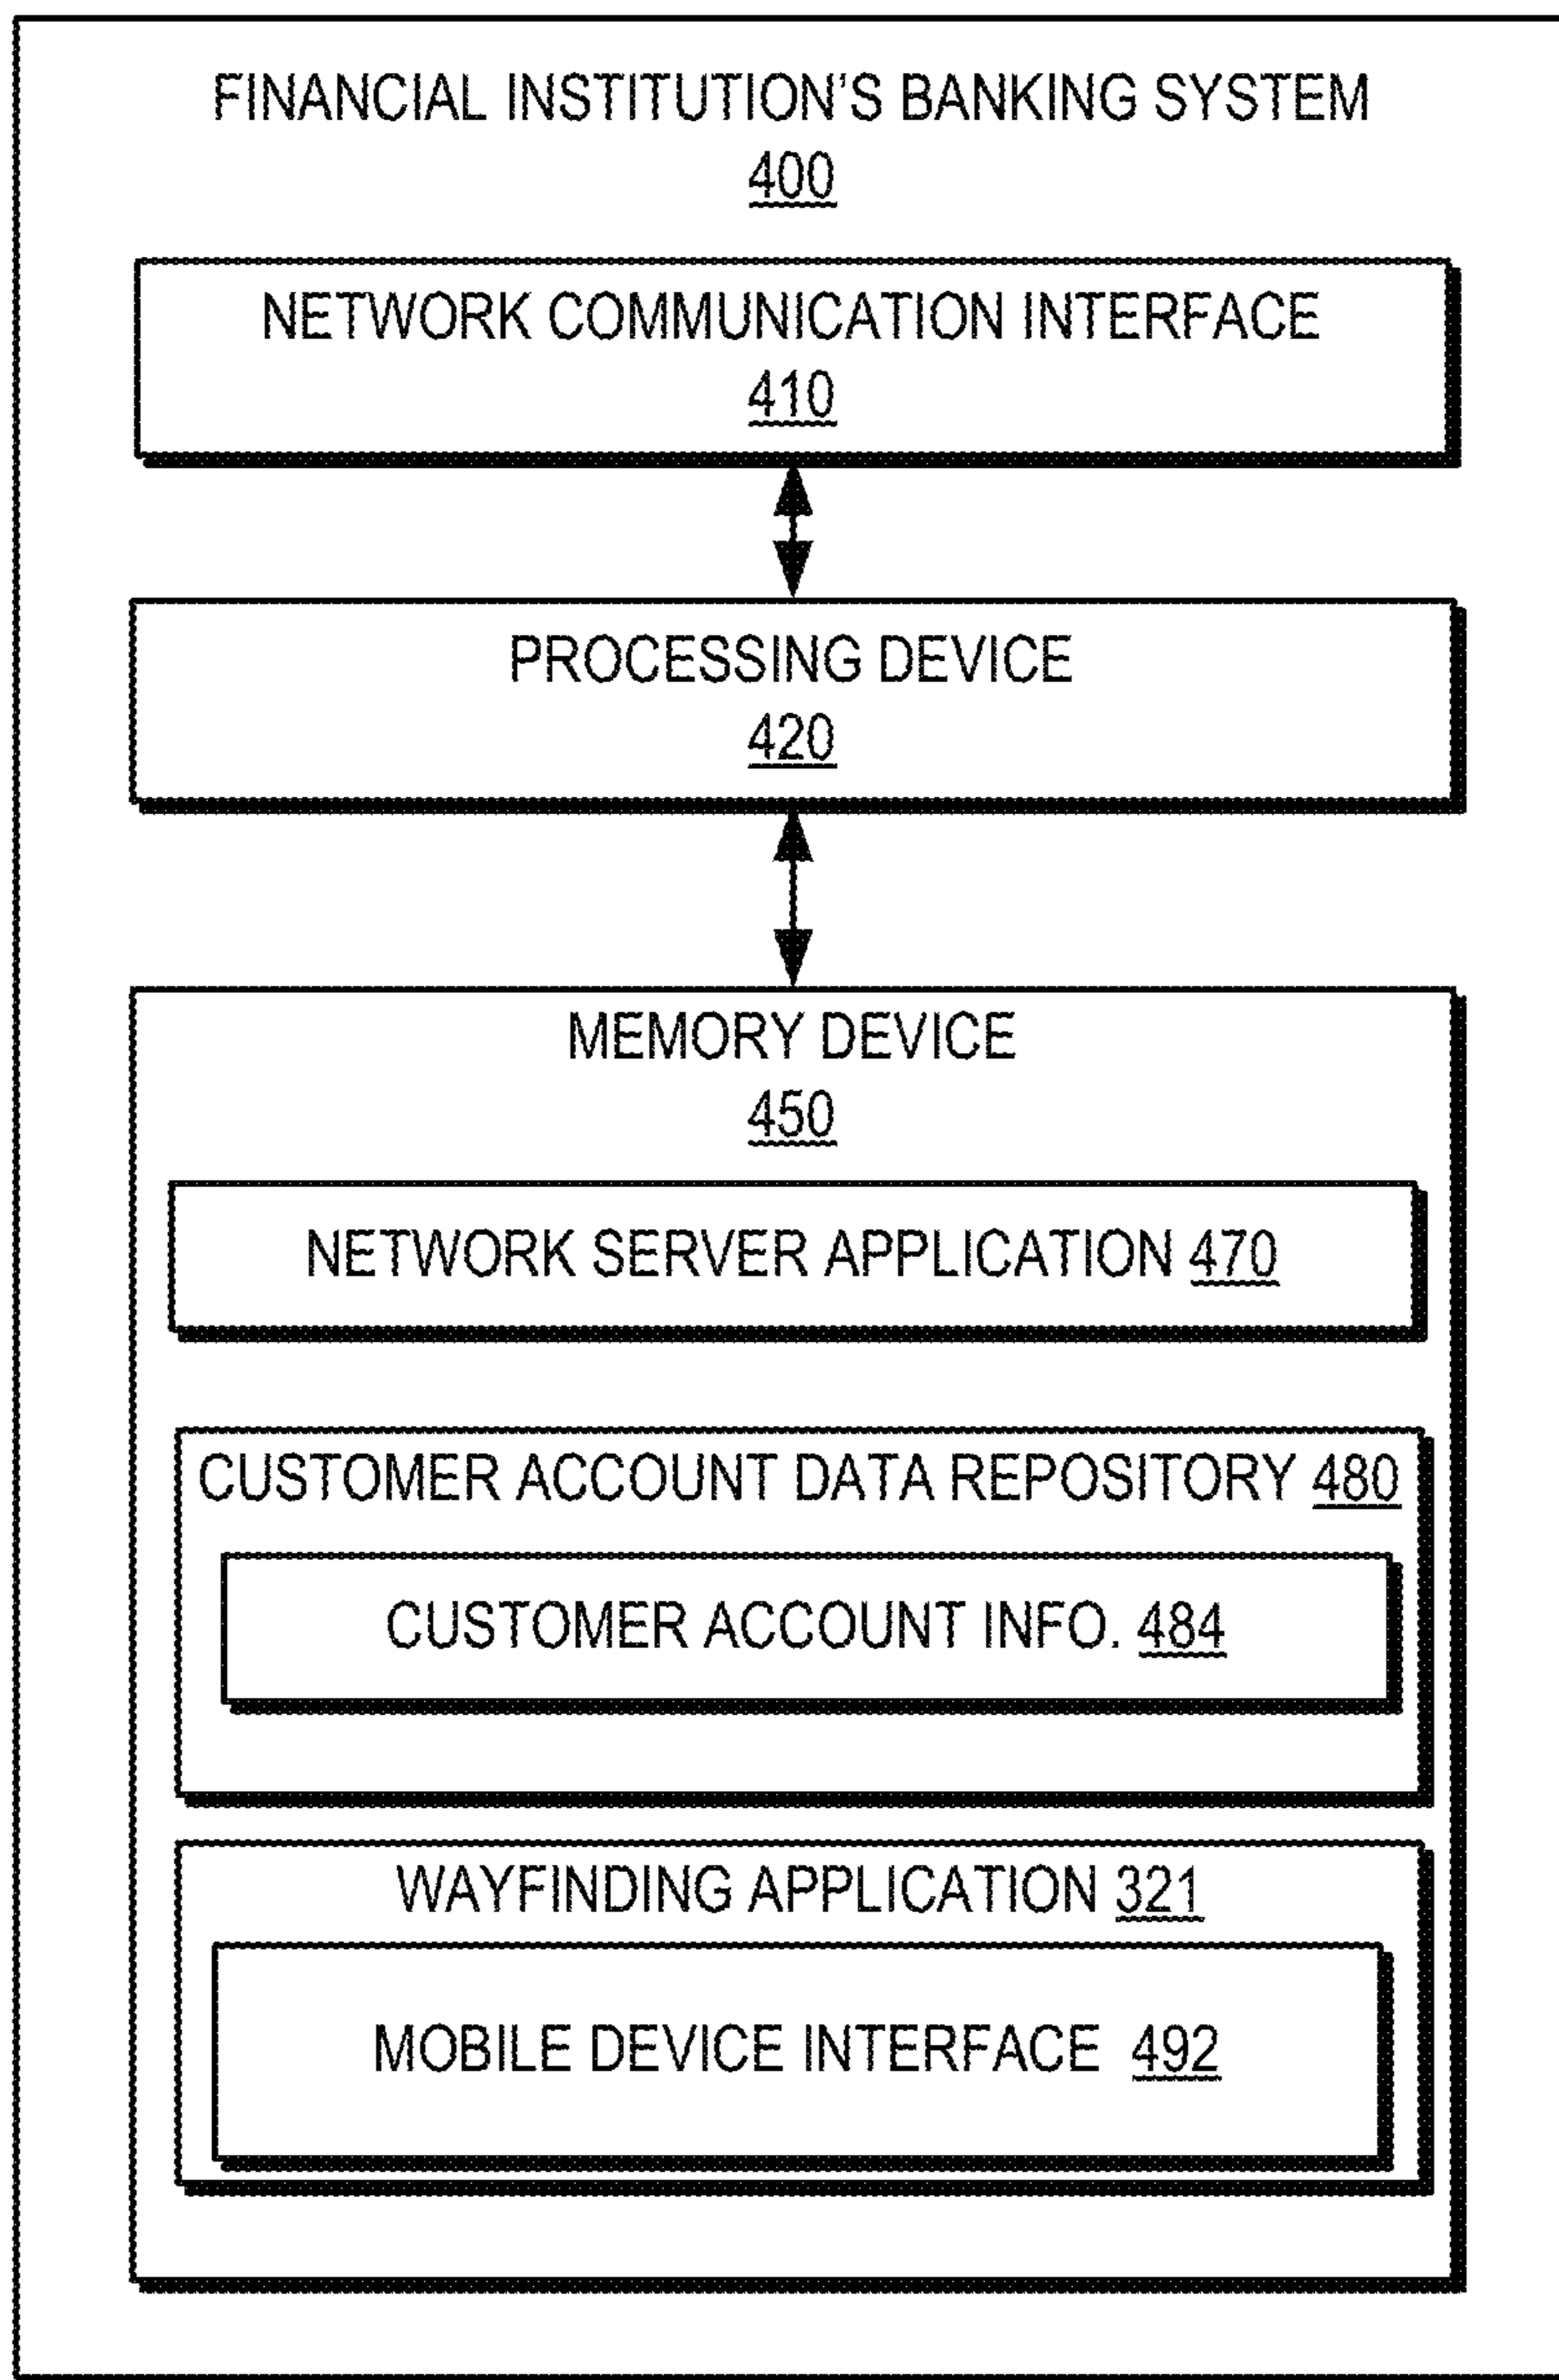 FINANCIAL INSTITUTION'S BANKING SYSTEM
400
NETWORK COMMUNICATION INTERFACE
410
PROCESSING DEVICE
420
MEMORY DEVICE
450
NETWORK SERVER APPLICATION 470
CUSTOMER ACCOUNT DATA REPOSITORY 480
CUSTOMER ACCOUNT INFO. 484
WAYFINDING APPLICATION 321
MOBILE DEVICE INTERFACE 492